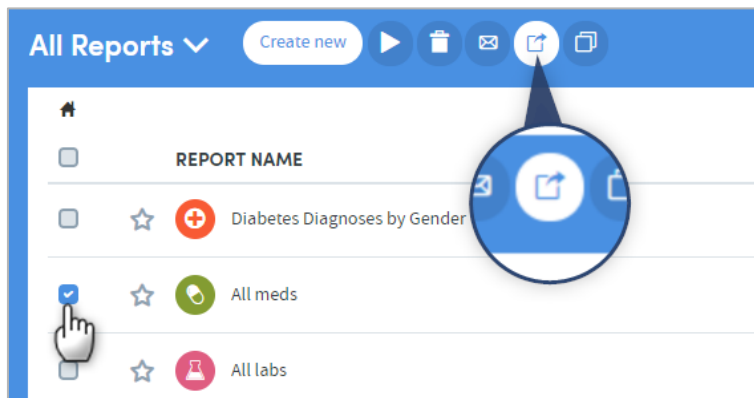 All Reports
Create new
REPORT NAME
Diabetes Diagnoses by Gender
All meds
All labs